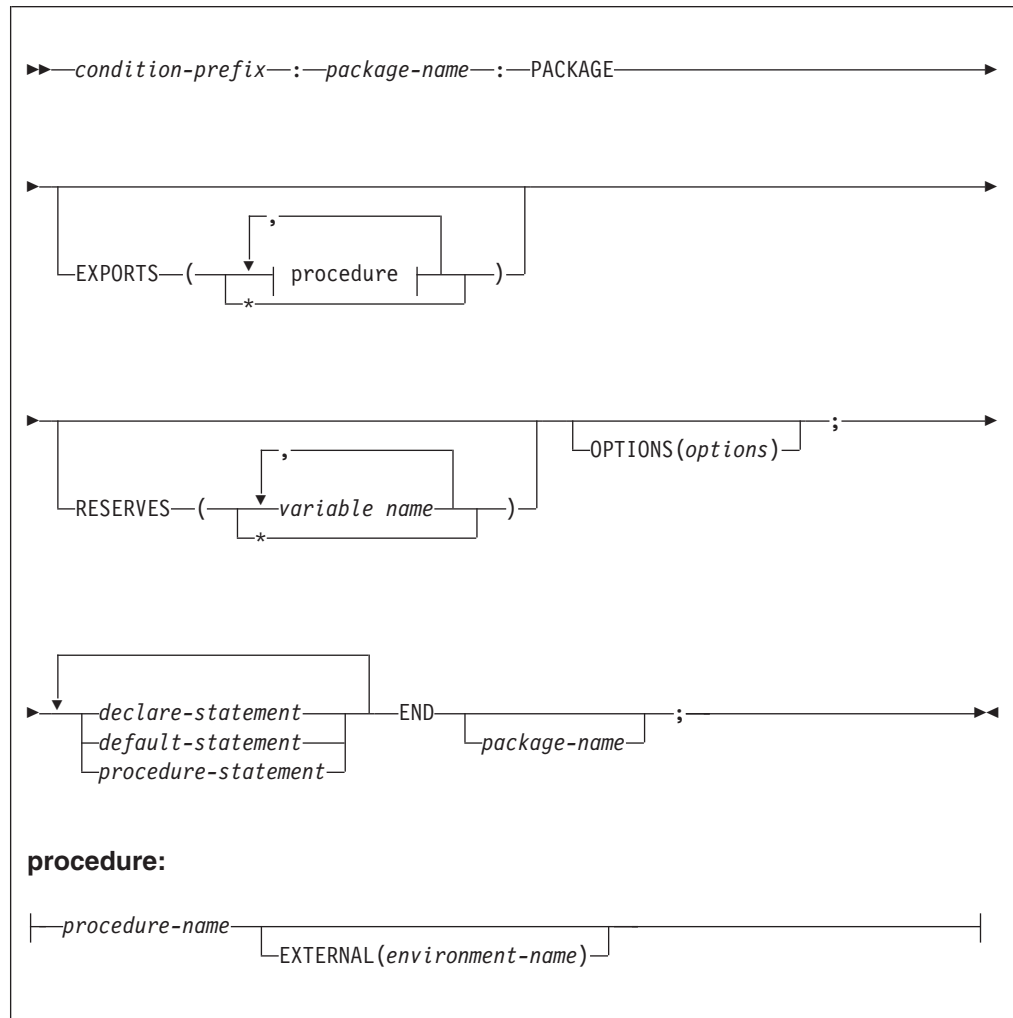 condition-prefix : package-name : PACKAGE
,
EXPORTS ( procedure )
*
;
,
OPTIONS(options)
RESERVES ( variable name )
*
declare-statement END ;
default-statement package-name
procedure-statement
procedure:
procedure-name
EXTERNAL(environment-name)